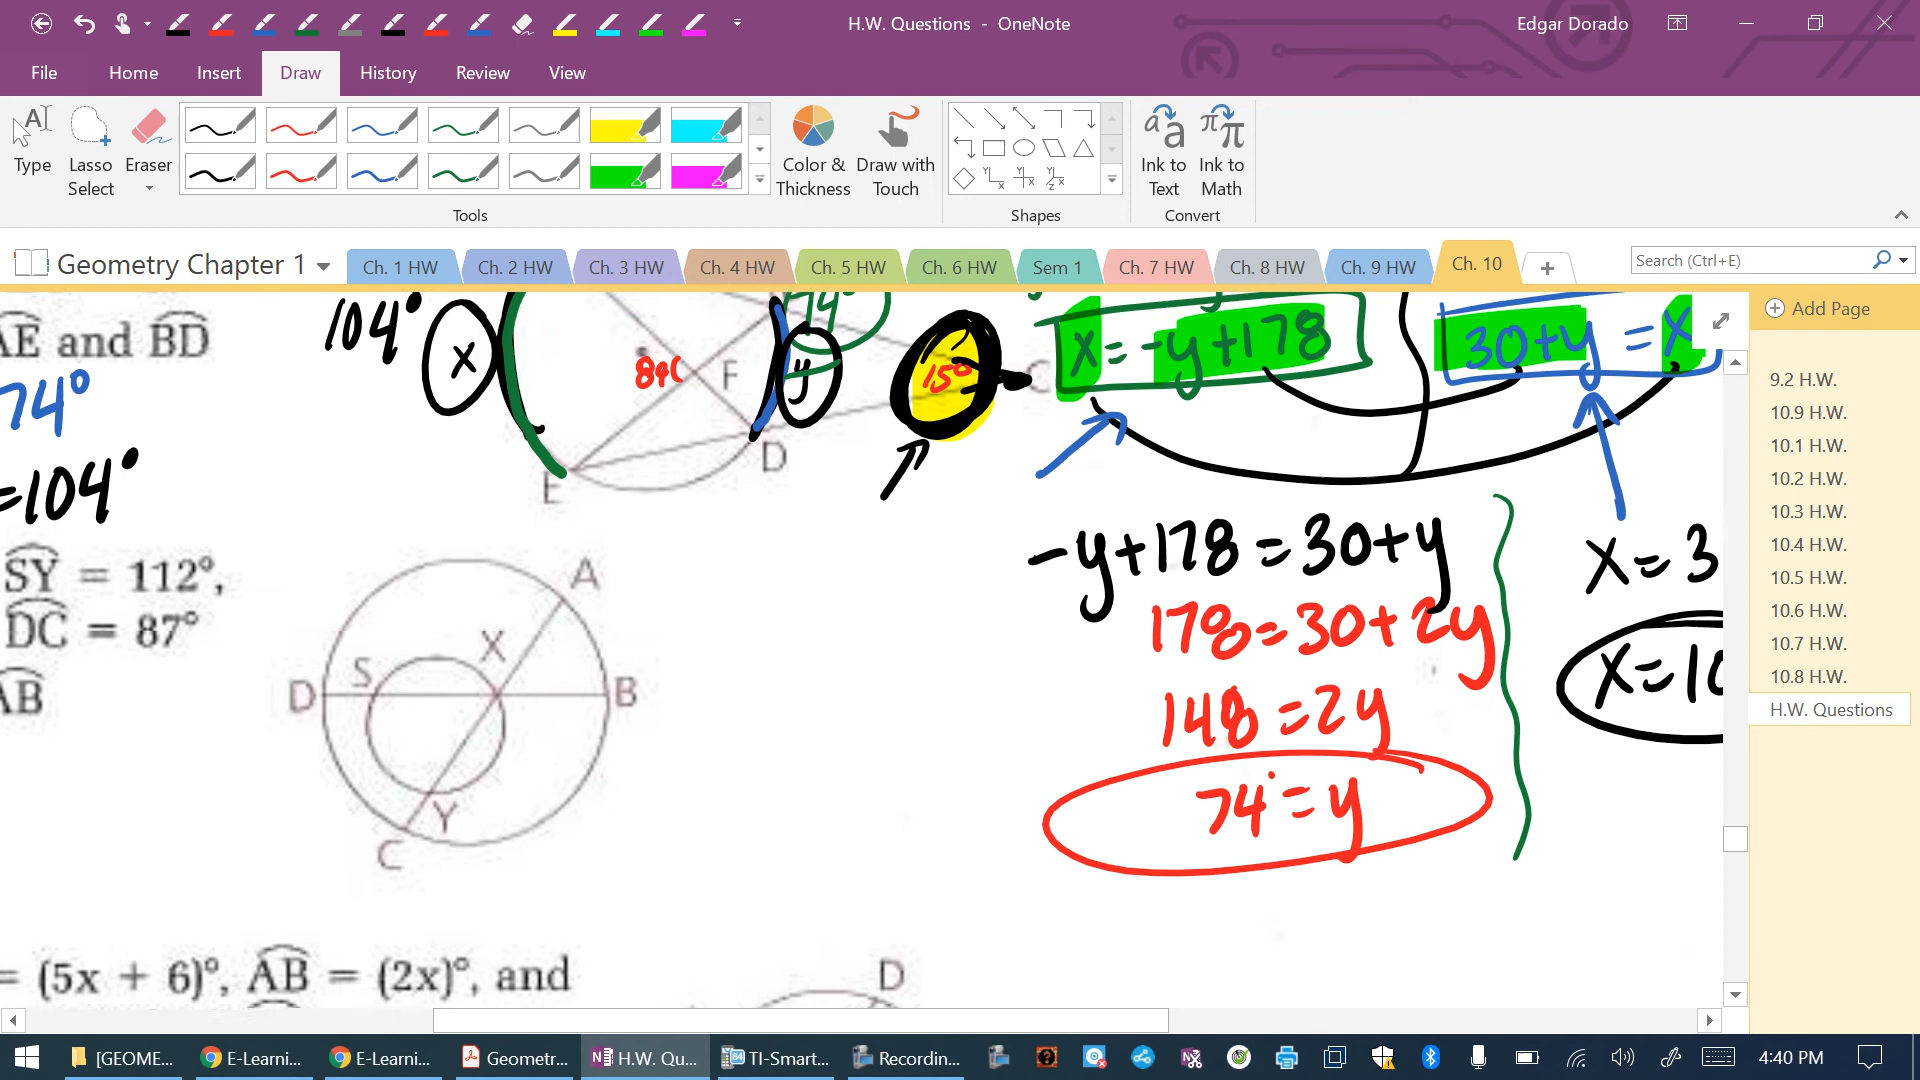 H.W. Questions - OneNote
Edgar Dorado
File Home Insert Draw History Review View
Type
Lasso Select
Eraser
Color & Thickness
Draw with Touch
Ink to Text
Ink to Math
Tools
Shapes
Convert
Geometry Chapter 1
Ch. 1 HW
Ch. 2 HW
Ch. 3 HW
Ch. 4 HW
Ch. 5 HW
Ch. 6 HW
Sem 1
Ch. 7 HW
Ch. 8 HW
Ch. 9 HW
Ch. 10
Search (Ctrl+E)
Add Page
9.2 H.W.
10.9 H.W.
10.1 H.W.
10.2 H.W.
10.3 H.W.
10.4 H.W.
10.5 H.W.
10.6 H.W.
10.7 H.W.
10.8 H.W.
H.W. Questions
AE and BD
74°
=104°
104°
x
F
y
74°
15°
C
D
E
x = -y+178
30+y = x
-y+178=30+y
178=30+2y
148=2y
74°=y
x=3
x=10
SY = 112°,
DC = 87°
AB
A
X
S
D
B
Y
C
= (5x + 6)°, AB = (2x)°, and
D
[GEOME...
E-Learni...
E-Learni...
Geometr...
H.W. Qu...
TI-Smart...
Recordin...
4:40 PM